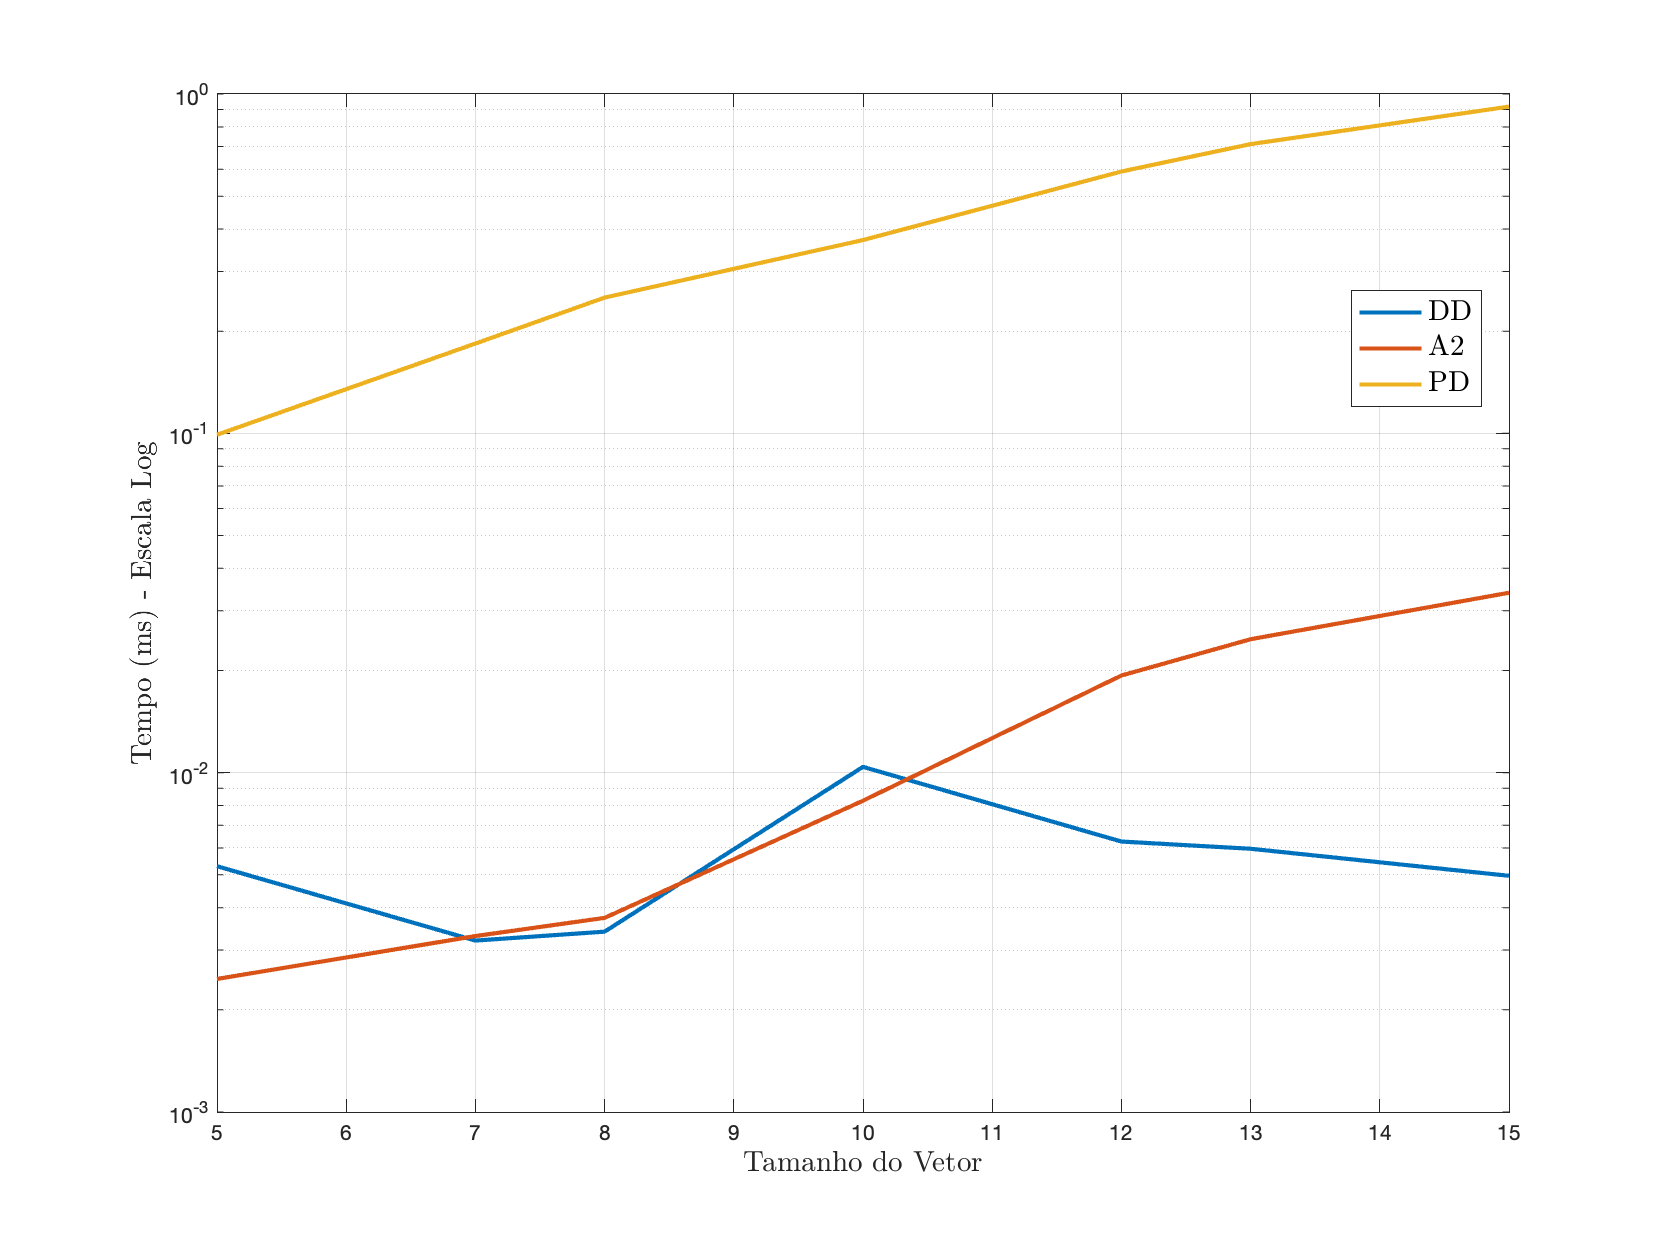 10^0
10^-1
10^-2
10^-3
Tempo (ms) - Escala Log
DD
A2
PD
5 6 7 8 9 10 11 12 13 14 15
Tamanho do Vetor